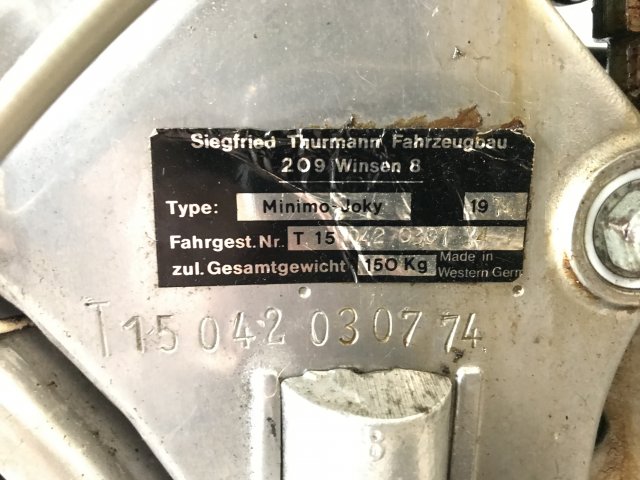 Siegfried Thurmann Fahrzeugbau
209 Winsen 8
Type: Minimo-Joky 19
Fahrgest. Nr. T 15 042
zul. Gesamtgewicht 150 Kg Made in
Western Germ
T 15 042 0307 74
8